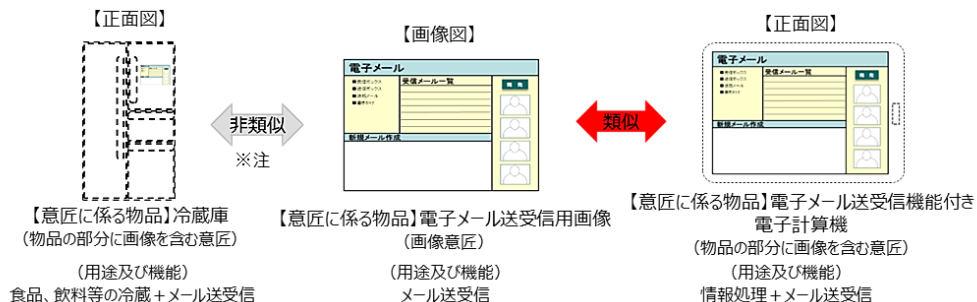 【正面図】
【画像図】
【正面図】
電子メール
受信メール一覧
新規メール作成
電子メール
受信メール一覧
新規メール作成
非類似
※注
類似
【意匠に係る物品】冷蔵庫
(物品の部分に画像を含む意匠)
(用途及び機能)
食品、飲料等の冷蔵+メール送受信
【意匠に係る物品】電子メール送受信用画像
(画像意匠)
(用途及び機能)
メール送受信
【意匠に係る物品】電子メール送受信機能付き
電子計算機
(物品の部分に画像を含む意匠)
(用途及び機能)
情報処理+メール送受信